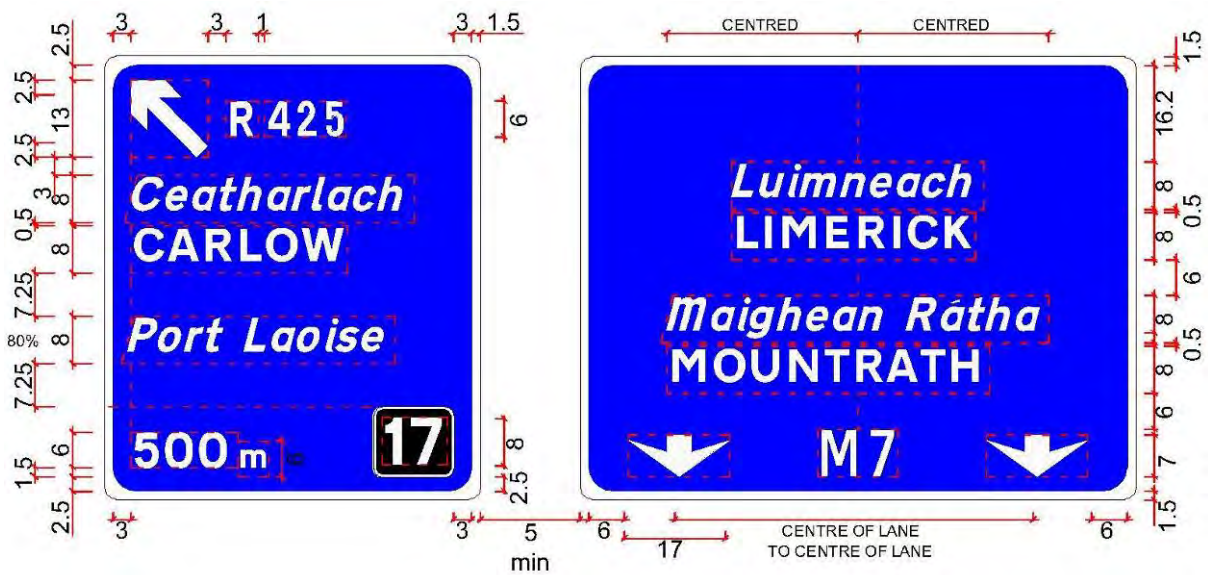 3 3 1 3 1.5
CENTRED CENTRED
2.5
2.5
13
2.5
3
8
0.5
8
7.25
80%
8
7.25
6
1.5
2.5
R 425
Ceatharlach
CARLOW
Port Laoise
500 m
17
6
8
2.5
3 3
5
min
Luimneach
LIMERICK
Maighean Rátha
MOUNTRATH
M7
1.5
16.2
8
0.5
8
6
8
0.5
8
6
7
1.5
6
17
CENTRE OF LANE
TO CENTRE OF LANE
6